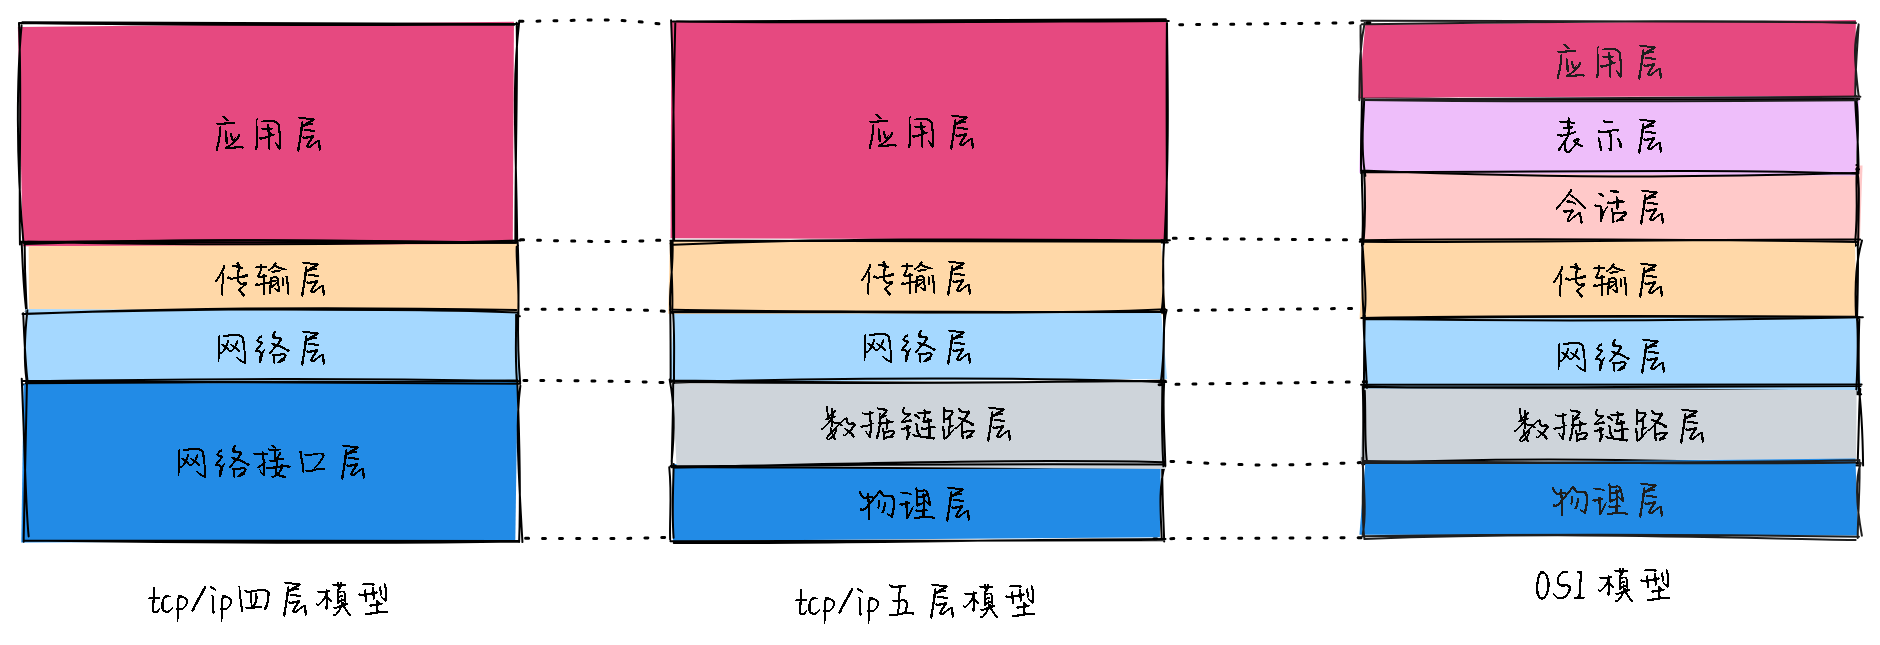 应用层
传输层
网络层
网络接口层
tcp/ip四层模型
应用层
传输层
网络层
数据链路层
物理层
tcp/ip五层模型
应用层
表示层
会话层
传输层
网络层
数据链路层
物理层
OSI模型